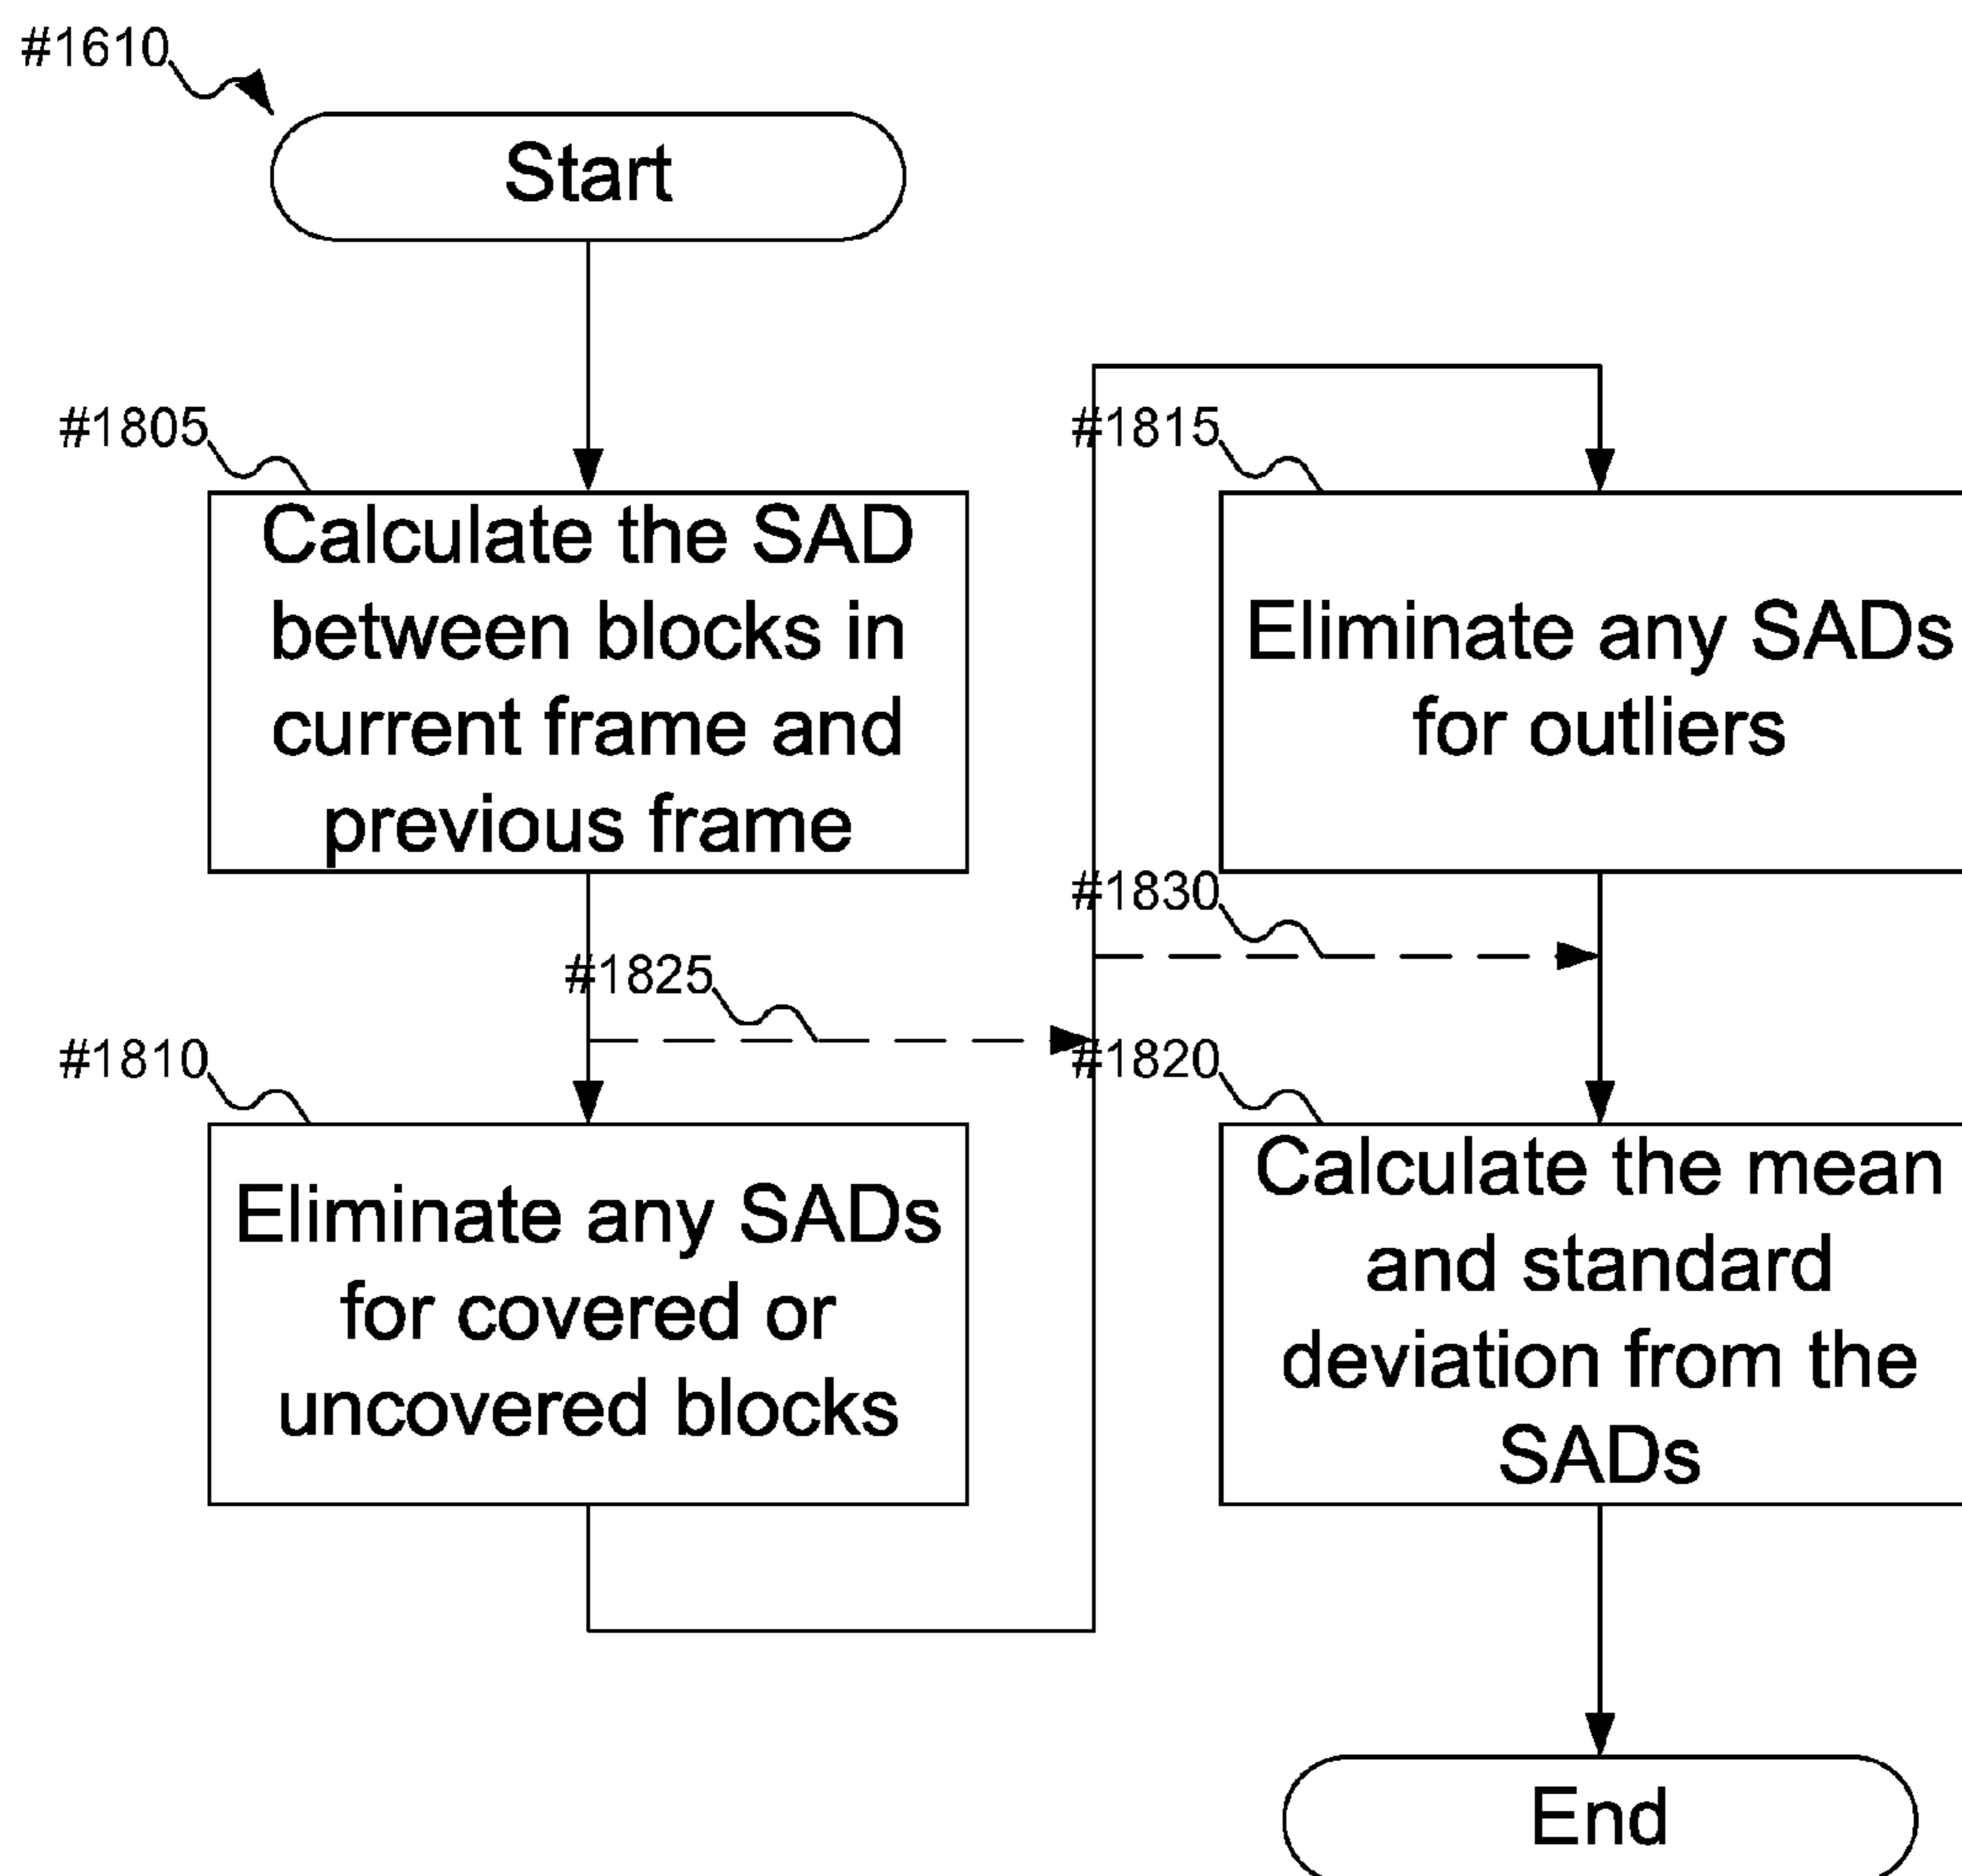 #1610
Start
#1805
Calculate the SAD
between blocks in
current frame and
previous frame
#1825
#1810
Eliminate any SADs
for covered or
uncovered blocks
#1815
Eliminate any SADs
for outliers
#1830
#1820
Calculate the mean
and standard
deviation from the
SADs
End